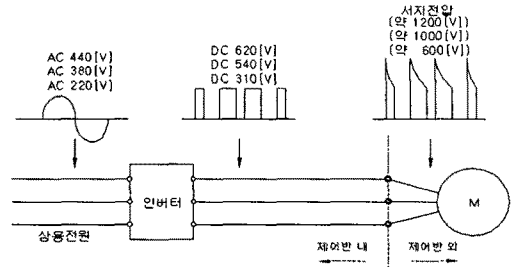 서지전압
(약 1200[V])
(약 1000[V])
(약 600[V])
AC 440[V]
AC 380[V]
AC 220[V]
DC 620[V]
DC 540[V]
DC 310[V]
인버터
M
상용전원
제어반 내
제어반 외